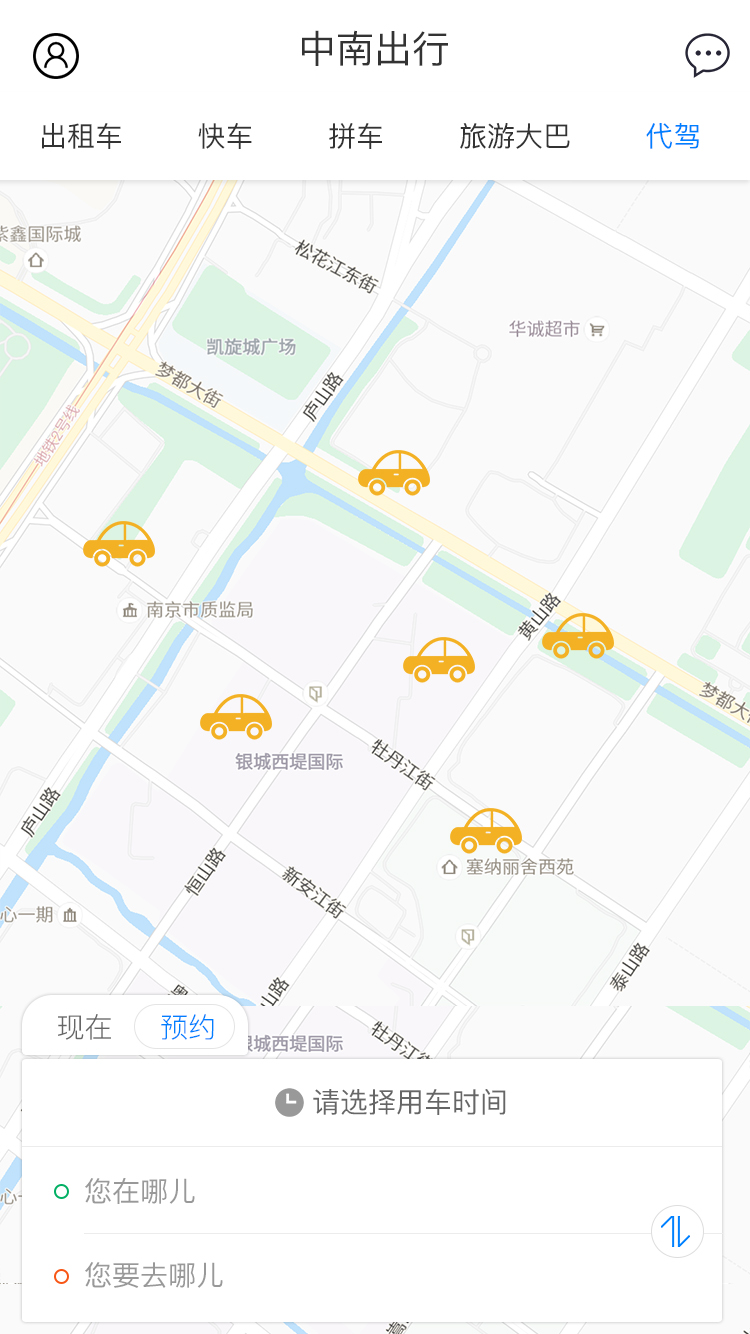 中南出行
出租车 快车 拼车 旅游大巴 代驾
紫鑫国际城
松花江东街
华诚超市
凯旋城广场
梦都大街
庐山路
地铁2号线
南京市质监局
黄山路
梦都大
银城西堤国际
牡丹江街
庐山路
塞纳丽舍西苑
恒山路
新安江街
心一期
泰山路
山路
现在 预约
银城西堤国际
牡丹江街
请选择用车时间
您在哪儿
心一
您要去哪儿